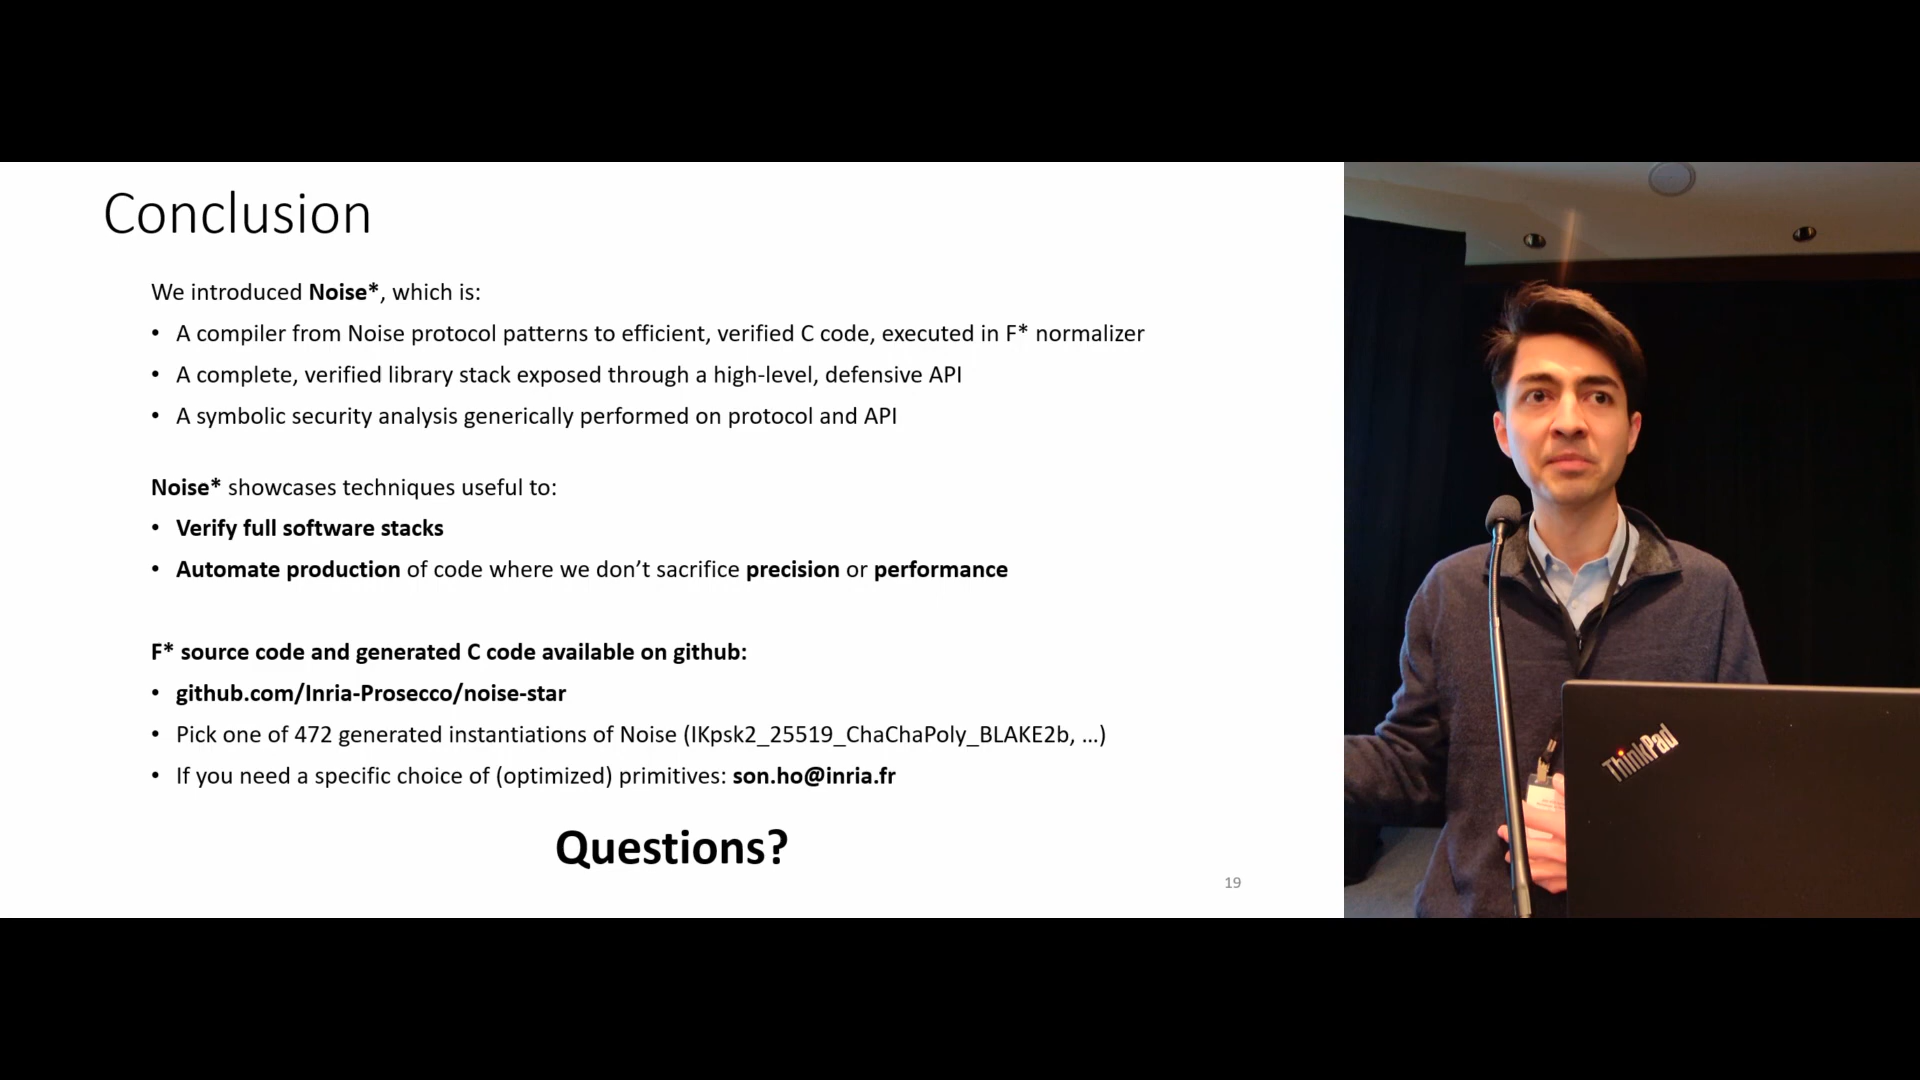 Conclusion
We introduced Noise*, which is:
• A compiler from Noise protocol patterns to efficient, verified C code, executed in F* normalizer
• A complete, verified library stack exposed through a high-level, defensive API
• A symbolic security analysis generically performed on protocol and API
Noise* showcases techniques useful to:
• Verify full software stacks
• Automate production of code where we don’t sacrifice precision or performance
F* source code and generated C code available on github:
• github.com/Inria-Prosecco/noise-star
• Pick one of 472 generated instantiations of Noise (IKpsk2_25519_ChaChaPoly_BLAKE2b, …)
• If you need a specific choice of (optimized) primitives: son.ho@inria.fr
Questions?
19
ThinkPad